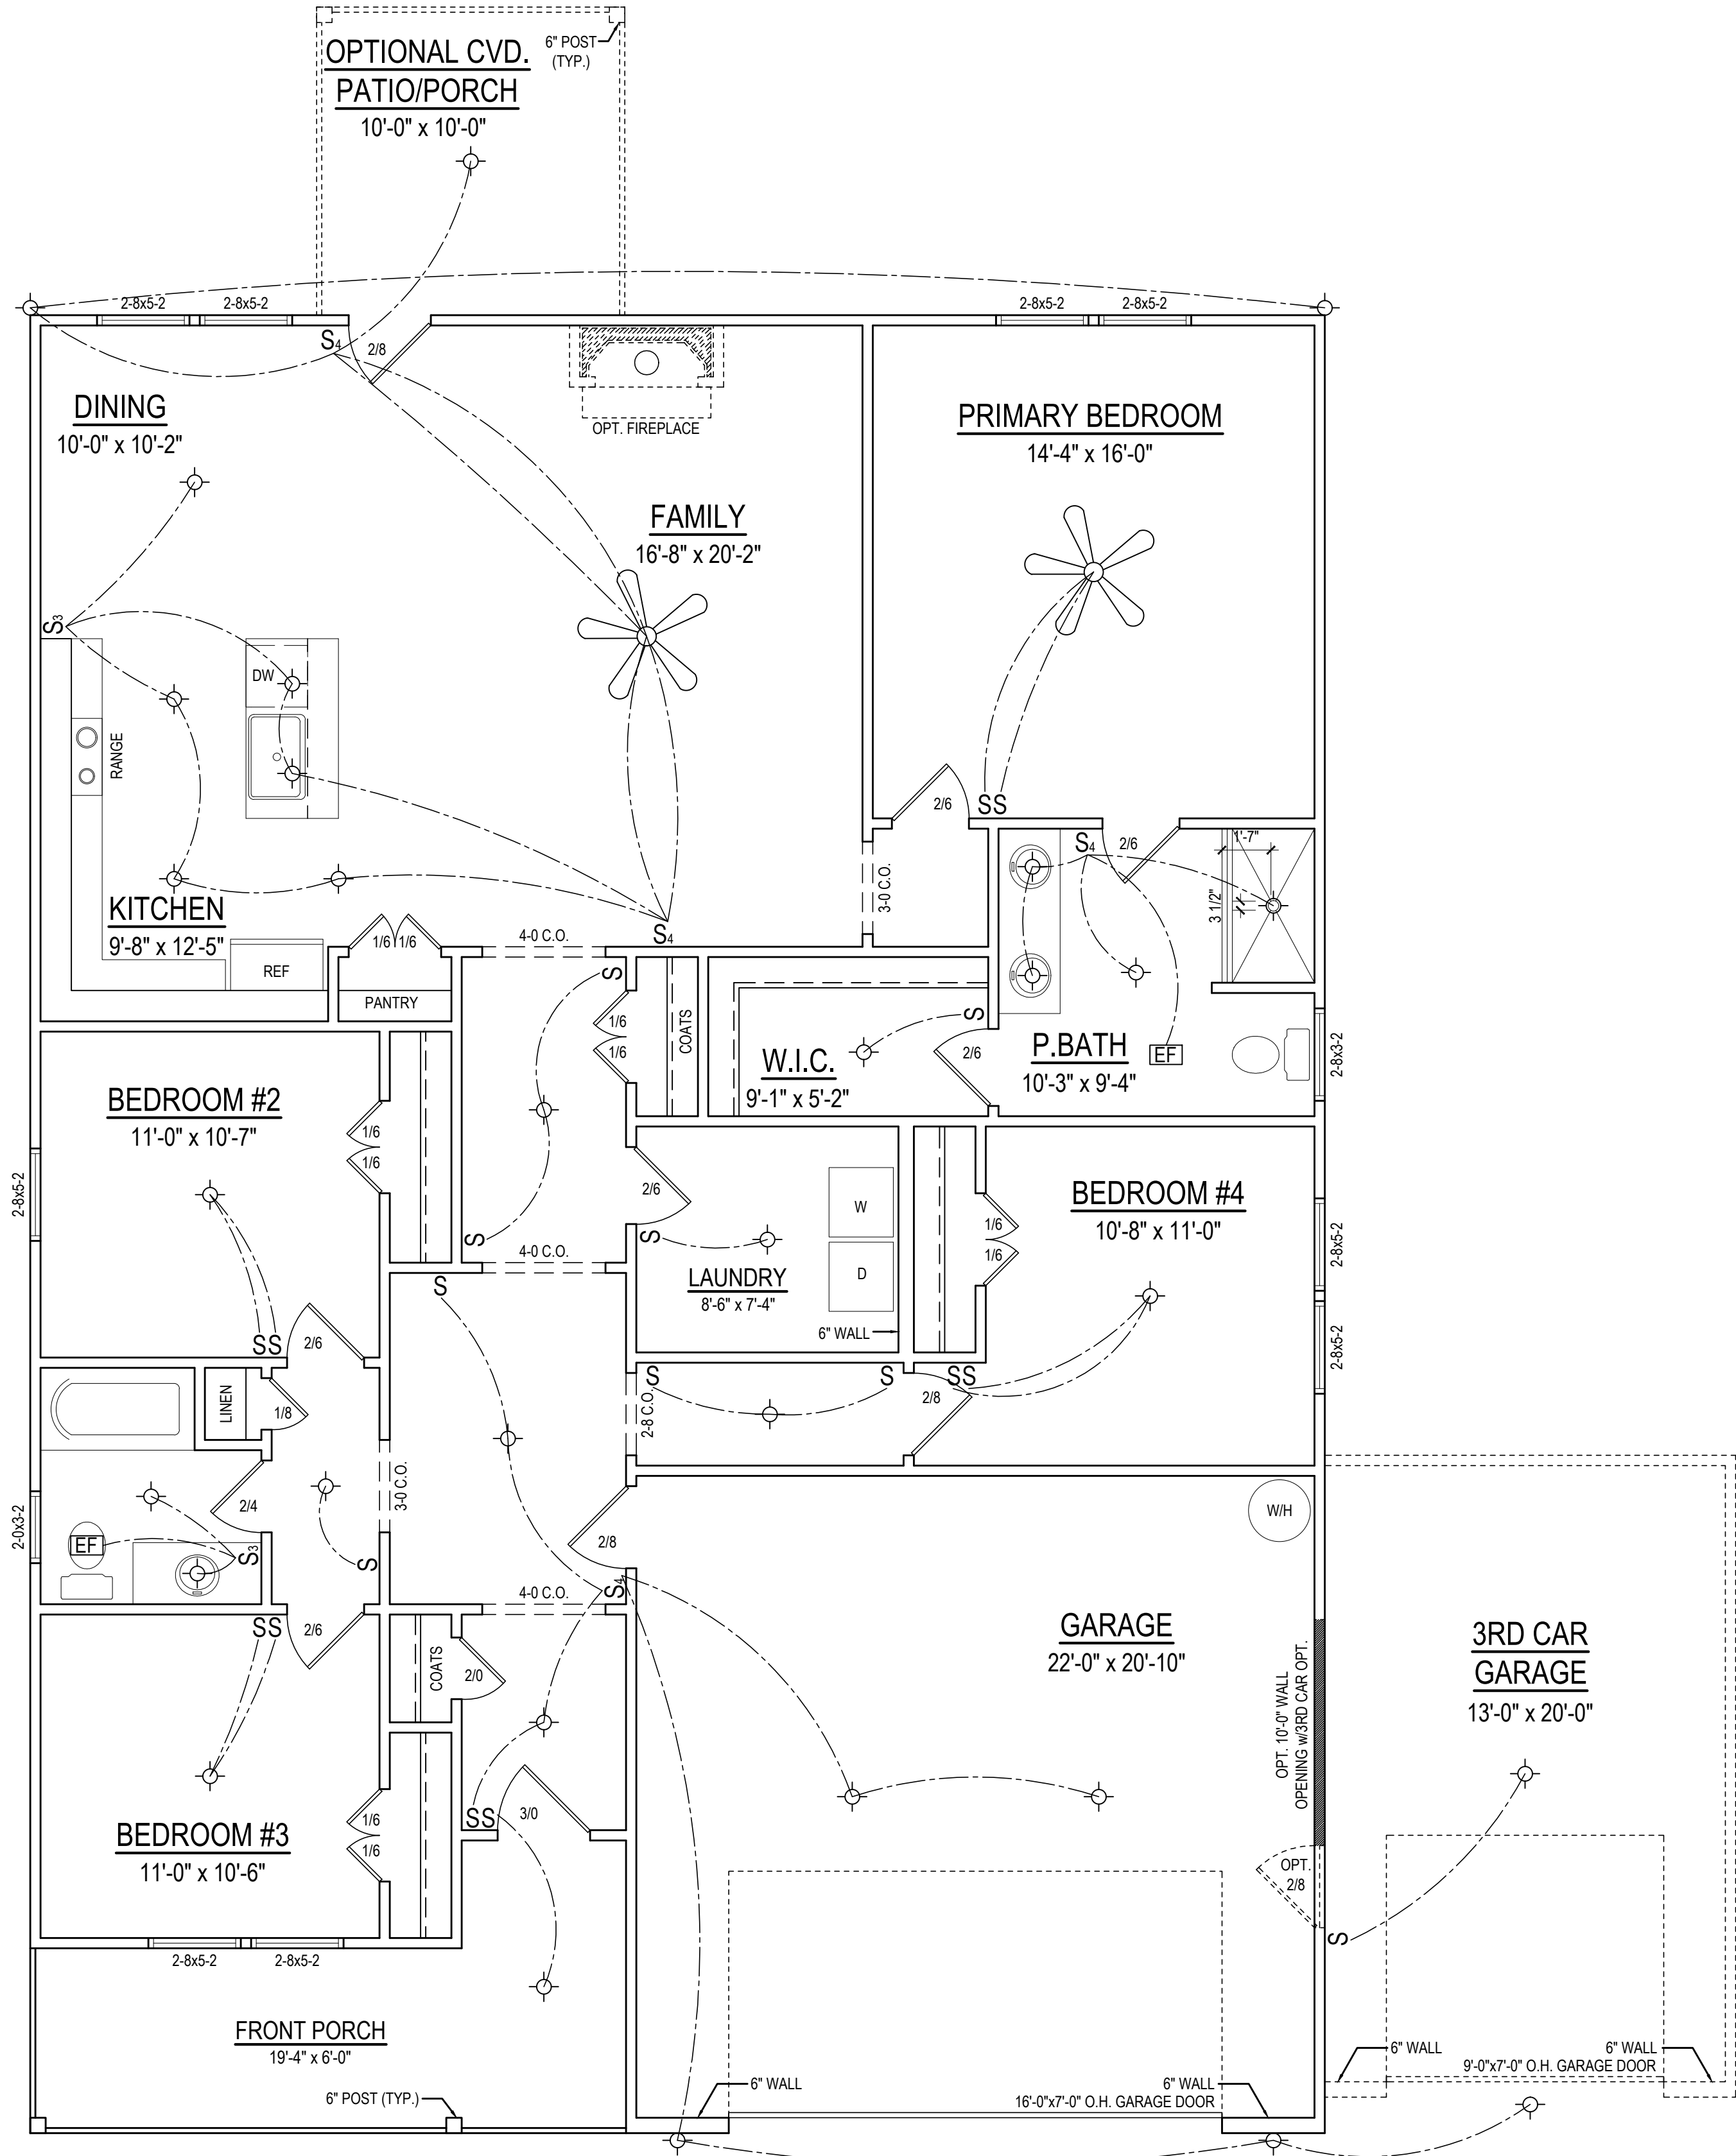 OPTIONAL CVD.
PATIO/PORCH
10'-0" x 10'-0"
6" POST
(TYP.)
2-8x5-2
2-8x5-2
2-8x5-2
2-8x5-2
S4
2/8
OPT. FIREPLACE
DINING
10'-0" x 10'-2"
PRIMARY BEDROOM
14'-4" x 16'-0"
FAMILY
16'-8" x 20'-2"
S3
DW
RANGE
2/6
SS
S4
2/6
1'-7"
3 1/2"
3-0 C.O.
KITCHEN
9'-8" x 12'-5"
REF
1/6
1/6
PANTRY
4-0 C.O.
S4
S
1/6
1/6
COATS
W.I.C.
9'-1" x 5'-2"
S
2/6
P.BATH
10'-3" x 9'-4"
EF
2-8x3-2
BEDROOM #2
11'-0" x 10'-7"
1/6
1/6
2-8x5-2
S
4-0 C.O.
2/6
S
W
D
LAUNDRY
8'-6" x 7'-4"
6" WALL
BEDROOM #4
10'-8" x 11'-0"
1/6
1/6
2-8x5-2
2-8x5-2
S
SS
2/6
LINEN
1/8
S
S
SS
2/8
2-8 C.O.
3-0 C.O.
2/4
2-0x3-2
EF
S3
S
2/8
W/H
4-0 C.O.
S4
SS
2/6
COATS
2/0
GARAGE
22'-0" x 20'-10"
OPT. 10'-0" WALL
OPENING w/3RD CAR OPT.
3RD CAR
GARAGE
13'-0" x 20'-0"
BEDROOM #3
11'-0" x 10'-6"
1/6
1/6
SS
3/0
OPT.
2/8
S
2-8x5-2
2-8x5-2
FRONT PORCH
19'-4" x 6'-0"
6" POST (TYP.)
6" WALL
6" WALL
16'-0"x7'-0" O.H. GARAGE DOOR
6" WALL
6" WALL
9'-0"x7'-0" O.H. GARAGE DOOR